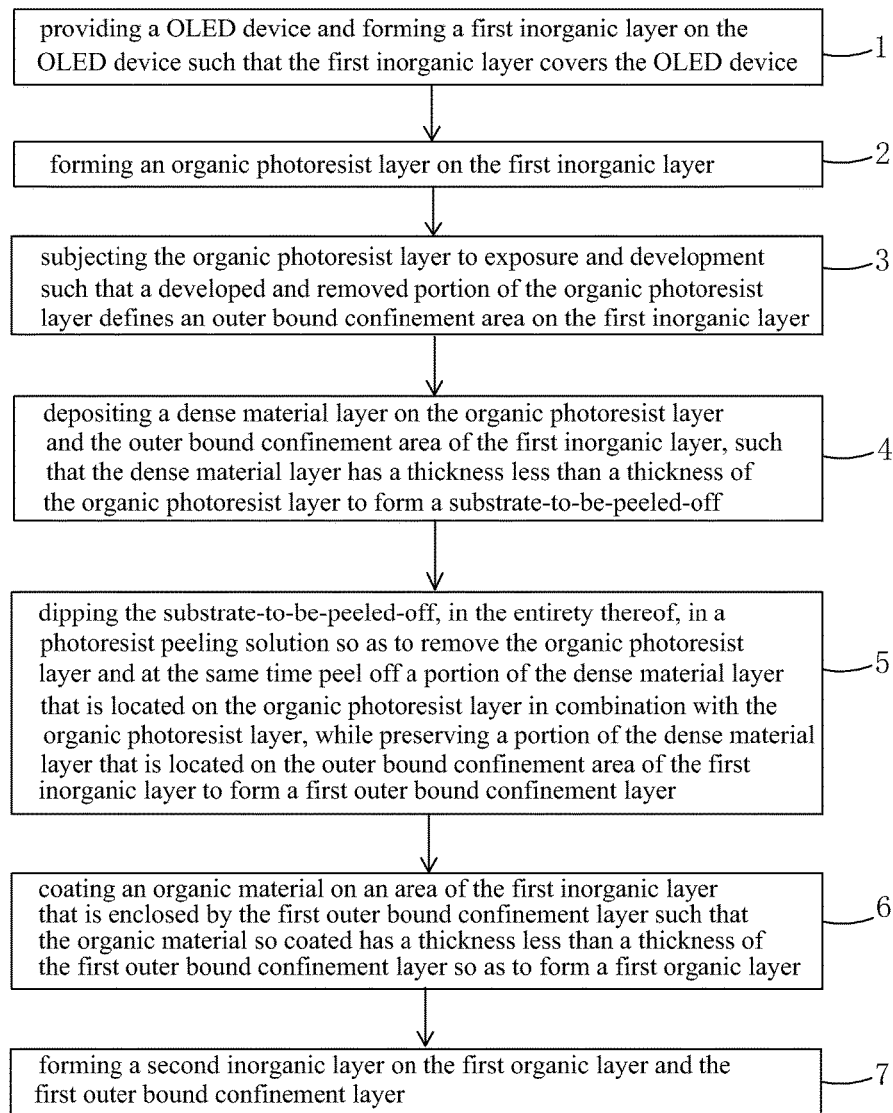 providing a OLED device and forming a first inorganic layer on the
OLED device such that the first inorganic layer covers the OLED device
1
forming an organic photoresist layer on the first inorganic layer
2
subjecting the organic photoresist layer to exposure and development
such that a developed and removed portion of the organic photoresist
layer defines an outer bound confinement area on the first inorganic layer
3
depositing a dense material layer on the organic photoresist layer
and the outer bound confinement area of the first inorganic layer, such
that the dense material layer has a thickness less than a thickness of
the organic photoresist layer to form a substrate-to-be-peeled-off
4
dipping the substrate-to-be-peeled-off, in the entirety thereof, in a
photoresist peeling solution so as to remove the organic photoresist
layer and at the same time peel off a portion of the dense material layer
that is located on the organic photoresist layer in combination with the
organic photoresist layer, while preserving a portion of the dense material
layer that is located on the outer bound confinement area of the first
inorganic layer to form a first outer bound confinement layer
5
coating an organic material on an area of the first inorganic layer
that is enclosed by the first outer bound confinement layer such that
the organic material so coated has a thickness less than a thickness of
the first outer bound confinement layer so as to form a first organic layer
6
forming a second inorganic layer on the first organic layer and the
first outer bound confinement layer
7